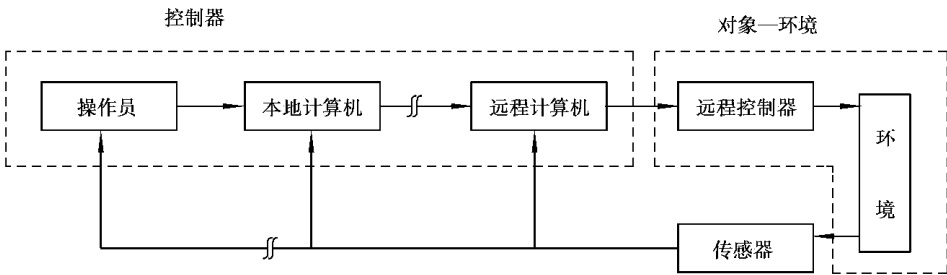 控制器
对象—环境
操作员
本地计算机
远程计算机
远程控制器
环
境
传感器